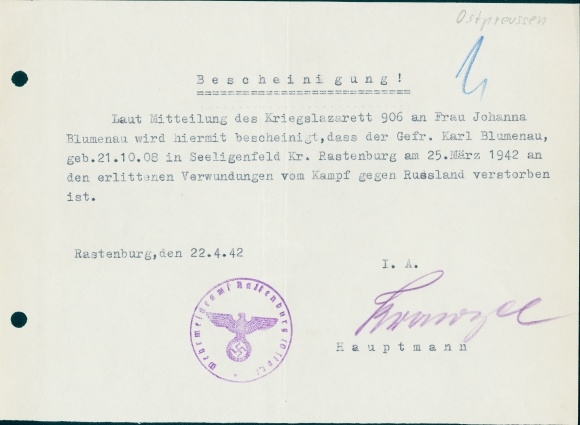 Ostpreussen
Bescheinigung!
Laut Mitteilung des Kriegslazarett 906 an Frau Johanna
Blumenau wird hiermit bescheinigt,dass der Gefr. Karl Blumenau,
geb.21.10.08 in Seeligenfeld Kr. Rastenburg am 25.März 1942 an
den erlittenen Verwundungen vom Kampf gegen Russland verstorben
ist.
Rastenburg,den 22.4.42
I. A.
Hauptmann
Wehrmeldeamt Rastenburg